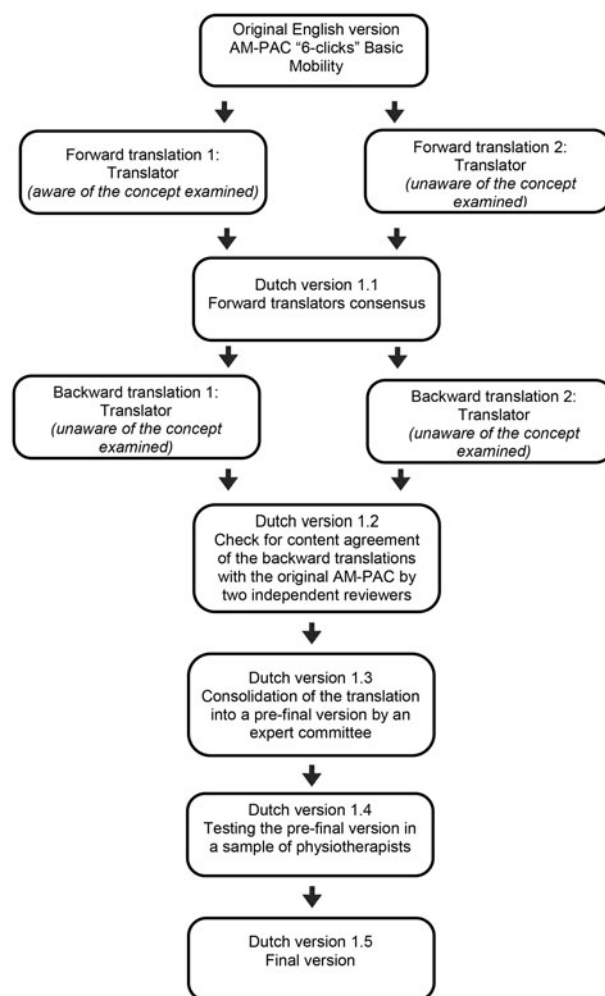 Original English version
AM-PAC “6-clicks” Basic
Mobility
Forward translation 1:
Translator
(aware of the concept examined)
Forward translation 2:
Translator
(unaware of the concept
examined)
Dutch version 1.1
Forward translators consensus
Backward translation 1:
Translator
(unaware of the concept
examined)
Backward translation 2:
Translator
(unaware of the concept
examined)
Dutch version 1.2
Check for content agreement
of the backward translations
with the original AM-PAC by
two independent reviewers
Dutch version 1.3
Consolidation of the translation
into a pre-final version by an
expert committee
Dutch version 1.4
Testing the pre-final version in
a sample of physiotherapists
Dutch version 1.5
Final version